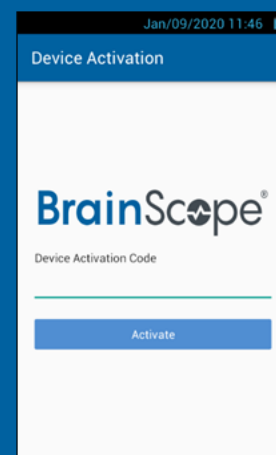 Jan/09/2020 11:46
Device Activation
BrainScope®
Device Activation Code
Activate